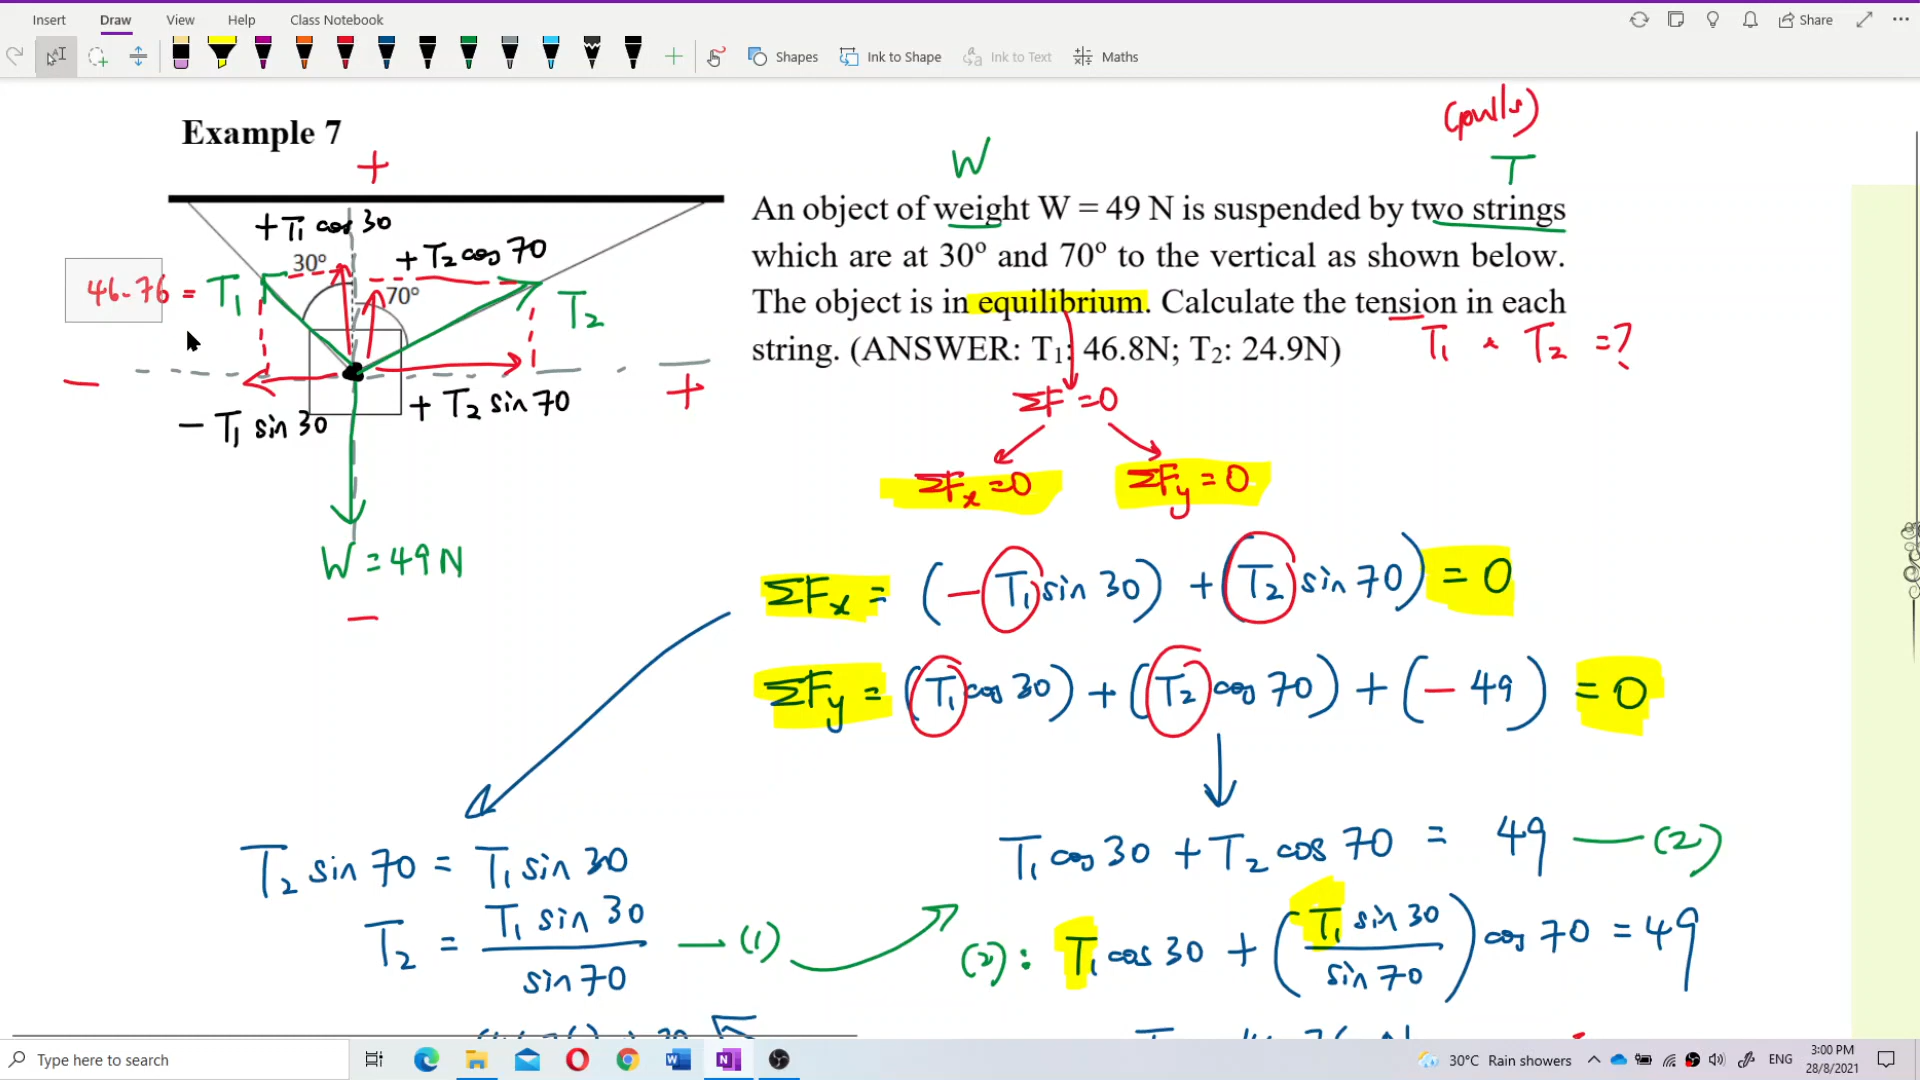 Insert Draw View Help Class Notebook Share
Shapes Ink to Shape Ink to Text Maths
(pulls)
Example 7
+
W
T
An object of weight W = 49 N is suspended by two strings
which are at 30º and 70º to the vertical as shown below.
The object is in equilibrium. Calculate the tension in each
string. (ANSWER: T₁: 46.8N; T₂: 24.9N)
T₁ & T₂ = ?
+T₁ cos 30
+ T₂ cos 70
30º
70º
46.76 = T₁
T₂
−
+
− T₁ sin 30
+ T₂ sin 70
W = 49 N
−
ΣF = 0
ΣFx = 0
ΣFy = 0
ΣFx = (− T₁ sin 30) + (T₂ sin 70) = 0
ΣFy = (T₁ cos 30) + (T₂ cos 70) + (− 49) = 0
T₂ sin 70 = T₁ sin 30
T₂ = T₁ sin 30 / sin 70 — (1)
T₁ cos 30 + T₂ cos 70 = 49 — (2)
(2): T₁ cos 30 + (T₁ sin 30 / sin 70) cos 70 = 49
Type here to search
30°C Rain showers
ENG
3:00 PM
28/8/2021